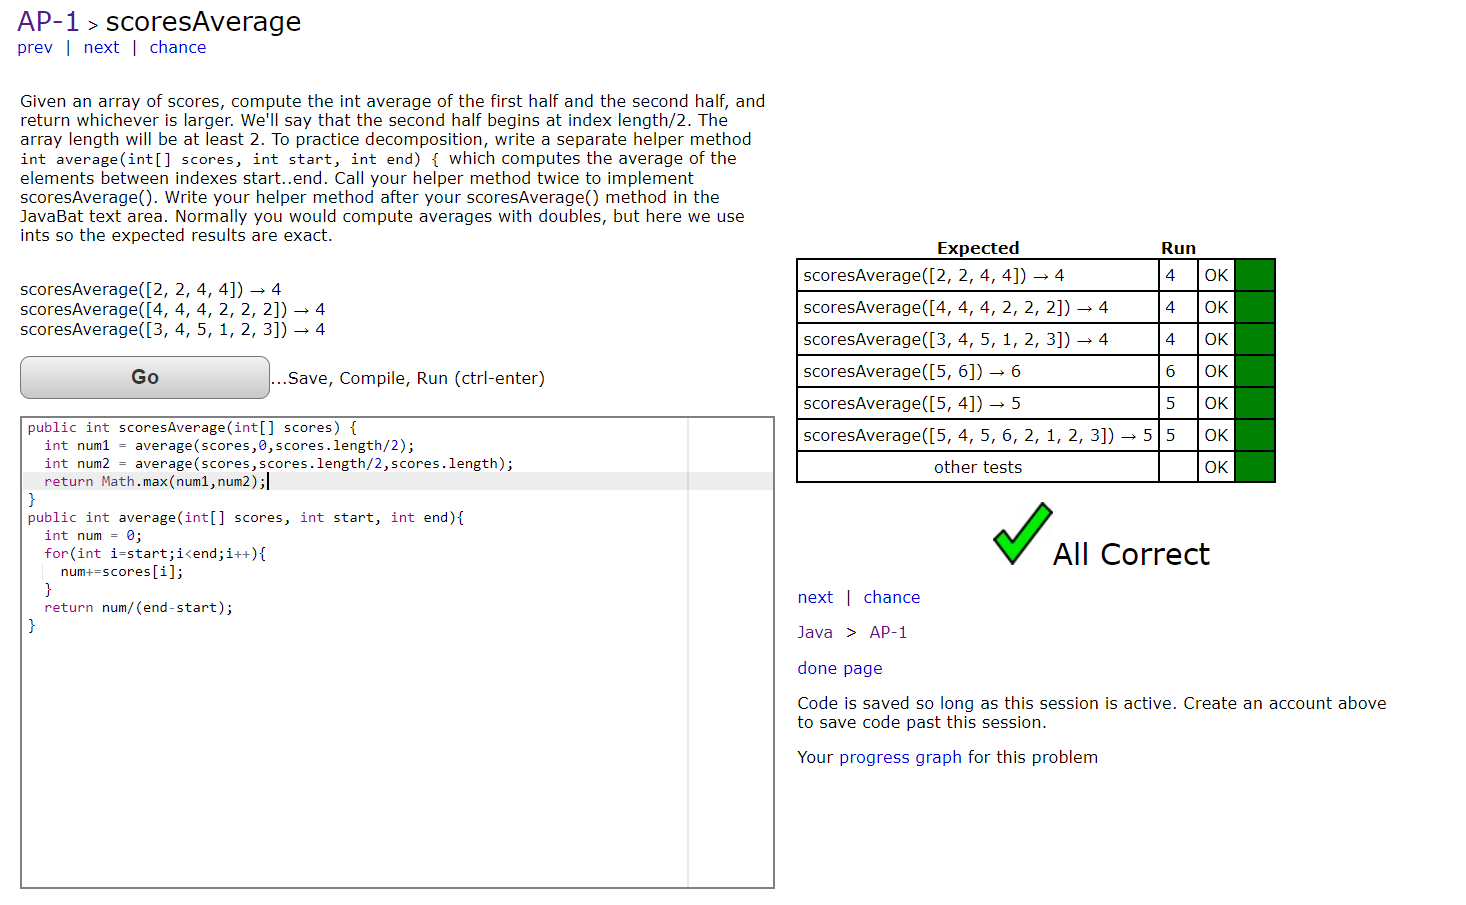 AP-1 > scoresAverage
prev | next | chance
Given an array of scores, compute the int average of the first half and the second half, and
return whichever is larger. We'll say that the second half begins at index length/2. The
array length will be at least 2. To practice decomposition, write a separate helper method
int average(int[] scores, int start, int end) { which computes the average of the
elements between indexes start..end. Call your helper method twice to implement
scoresAverage(). Write your helper method after your scoresAverage() method in the
JavaBat text area. Normally you would compute averages with doubles, but here we use
ints so the expected results are exact.
scoresAverage([2, 2, 4, 4]) → 4
scoresAverage([4, 4, 4, 2, 2, 2]) → 4
scoresAverage([3, 4, 5, 1, 2, 3]) → 4
Go ...Save, Compile, Run (ctrl-enter)
public int scoresAverage(int[] scores) {
  int num1 = average(scores,0,scores.length/2);
  int num2 = average(scores,scores.length/2,scores.length);
  return Math.max(num1,num2);
}
public int average(int[] scores, int start, int end){
  int num = 0;
  for(int i=start;i<end;i++){
    num+=scores[i];
  }
  return num/(end-start);
}
Expected Run
scoresAverage([2, 2, 4, 4]) → 4 4 OK
scoresAverage([4, 4, 4, 2, 2, 2]) → 4 4 OK
scoresAverage([3, 4, 5, 1, 2, 3]) → 4 4 OK
scoresAverage([5, 6]) → 6 6 OK
scoresAverage([5, 4]) → 5 5 OK
scoresAverage([5, 4, 5, 6, 2, 1, 2, 3]) → 5 5 OK
other tests OK
All Correct
next | chance
Java > AP-1
done page
Code is saved so long as this session is active. Create an account above
to save code past this session.
Your progress graph for this problem